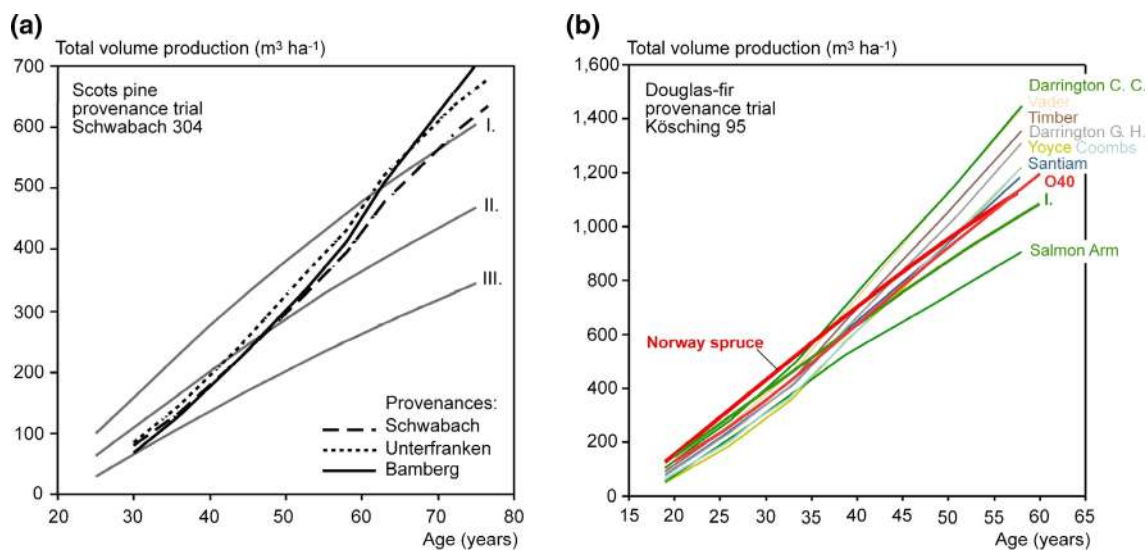 (a)
Total volume production (m³ ha⁻¹)
700
600
500
400
300
200
100
0
20 30 40 50 60 70 80
Age (years)
Scots pine
provenance trial
Schwabach 304
I.
II.
III.
Provenances:
Schwabach
Unterfranken
Bamberg
(b)
Total volume production (m³ ha⁻¹)
1,600
1,400
1,200
1,000
800
600
400
200
0
15 20 25 30 35 40 45 50 55 60 65
Age (years)
Douglas-fir
provenance trial
Kösching 95
Darrington C. C.
Vader
Timber
Darrington G. H.
Yoyce Coombs
Santiam
O40
I.
Salmon Arm
Norway spruce